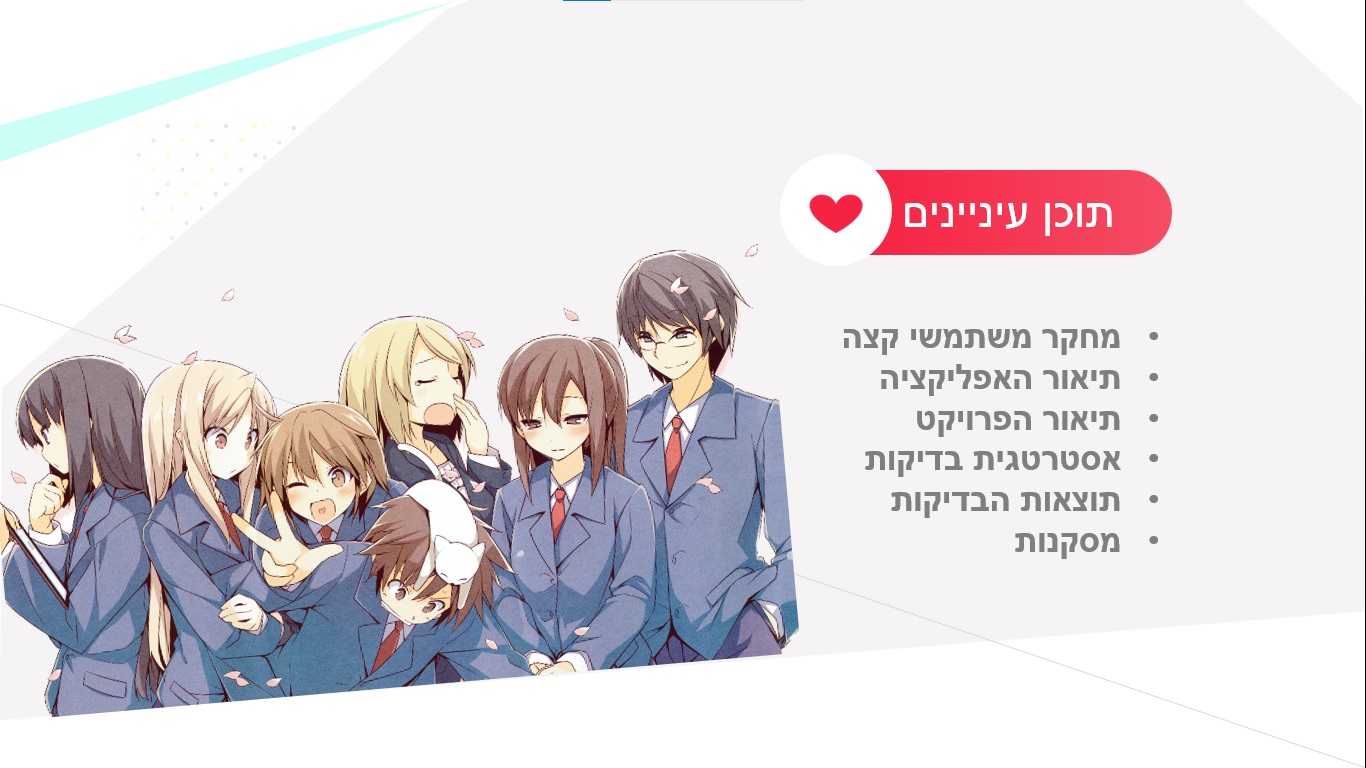 תוכן עיניינים
• מחקר משתמשי קצה
• תיאור האפליקציה
• תיאור הפרויקט
• אסטרטגית בדיקות
• תוצאות הבדיקות
• מסקנות